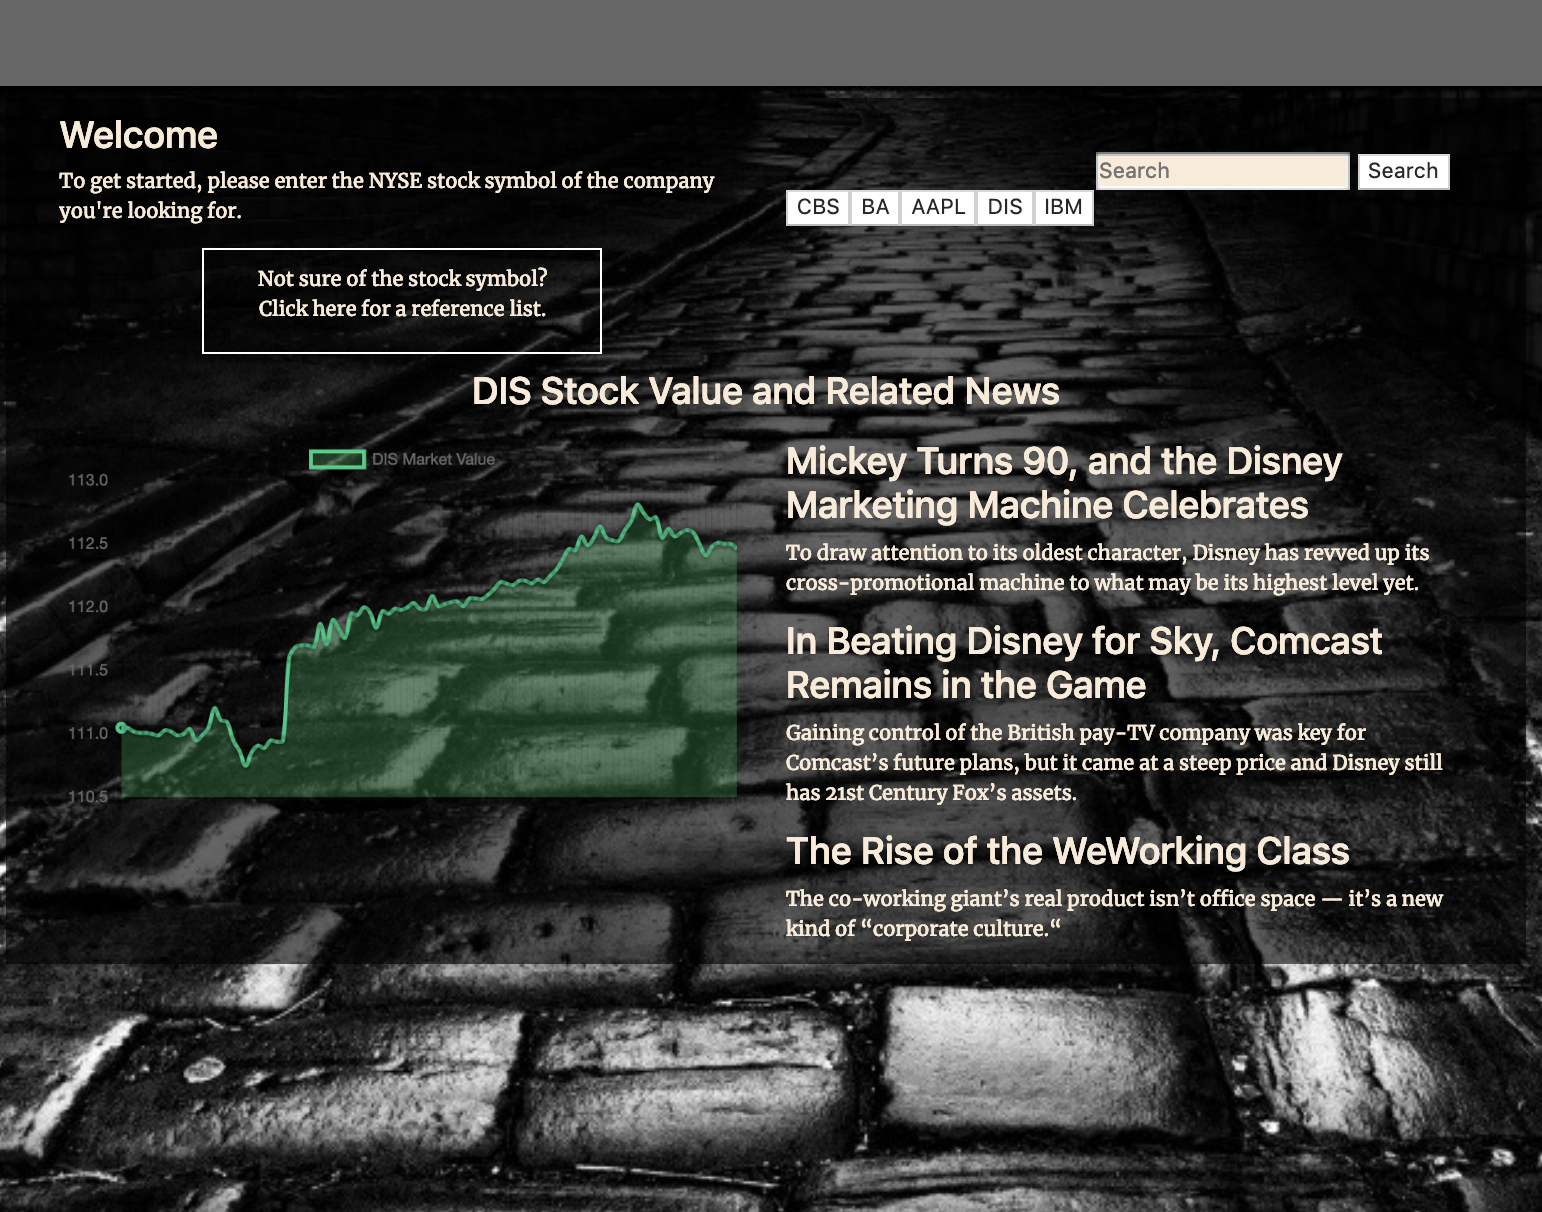 Welcome
To get started, please enter the NYSE stock symbol of the company
you're looking for.
Search
Search
CBS BA AAPL DIS IBM
Not sure of the stock symbol?
Click here for a reference list.
DIS Stock Value and Related News
DIS Market Value
113.0
112.5
112.0
111.5
111.0
110.5
Mickey Turns 90, and the Disney
Marketing Machine Celebrates
To draw attention to its oldest character, Disney has revved up its
cross-promotional machine to what may be its highest level yet.
In Beating Disney for Sky, Comcast
Remains in the Game
Gaining control of the British pay-TV company was key for
Comcast’s future plans, but it came at a steep price and Disney still
has 21st Century Fox’s assets.
The Rise of the WeWorking Class
The co-working giant’s real product isn’t office space — it’s a new
kind of “corporate culture.“